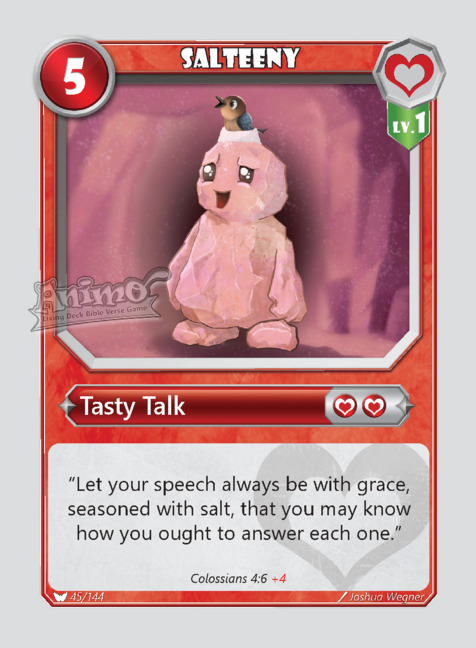 SALTEENY
5
LV.1
Animo
Living Deck Bible Verse Game
Tasty Talk
“Let your speech always be with grace,
seasoned with salt, that you may know
how you ought to answer each one.”
Colossians 4:6 +4
45/144
Joshua Wegner